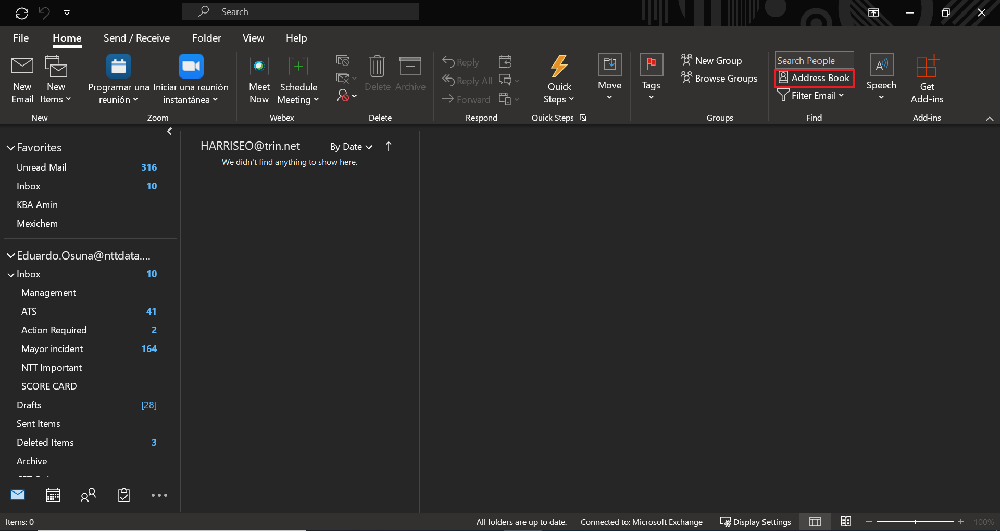 Search
File
Home
Send / Receive
Folder
View
Help
New
Email
New
Items
New
Programar una
reunión
Iniciar una reunión
instantánea
Zoom
Meet
Now
Schedule
Meeting
Webex
Delete
Archive
Delete
Reply
Reply All
Forward
Respond
Quick
Steps
Quick Steps
Move
Tags
New Group
Browse Groups
Groups
Search People
Address Book
Filter Email
Find
Speech
Get
Add-ins
Add-ins
Favorites
Unread Mail 316
Inbox 10
KBA Amin
Mexichem
Eduardo.Osuna@nttdata....
Inbox 10
Management
ATS 41
Action Required 2
Mayor incident 164
NTT Important
SCORE CARD
Drafts [28]
Sent Items
Deleted Items 3
Archive
HARRISEO@trin.net
By Date
We didn't find anything to show here.
Items: 0
All folders are up to date.
Connected to: Microsoft Exchange
Display Settings
100%